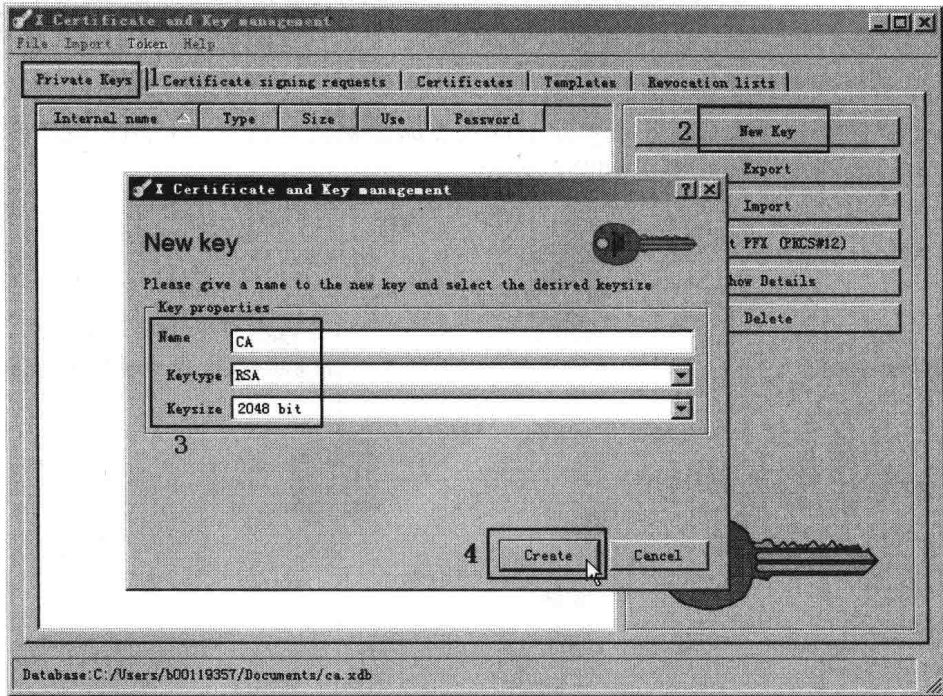 X Certificate and Key management
File Import Token Help
Private Keys 1 Certificate signing requests Certificates Templates Revocation lists
Internal name Type Size Use Password
2 New Key
Export
Import
t PFX (PKCS#12)
how Details
Delete
X Certificate and Key management
New key
Please give a name to the new key and select the desired keysize
Key properties
Name CA
Keytype RSA
Keysize 2048 bit
3
4 Create Cancel
Database:C:/Users/b00119357/Documents/ca.xdb